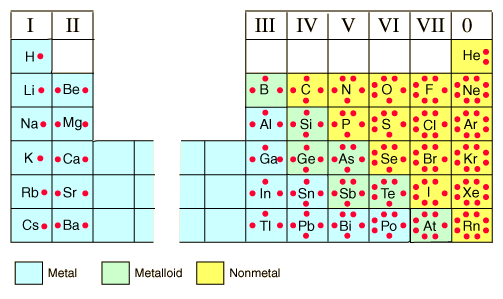 I II III IV V VI VII 0
H He
Li Be B C N O F Ne
Na Mg Al Si P S Cl Ar
K Ca Ga Ge As Se Br Kr
Rb Sr In Sn Sb Te I Xe
Cs Ba Tl Pb Bi Po At Rn
Metal Metalloid Nonmetal